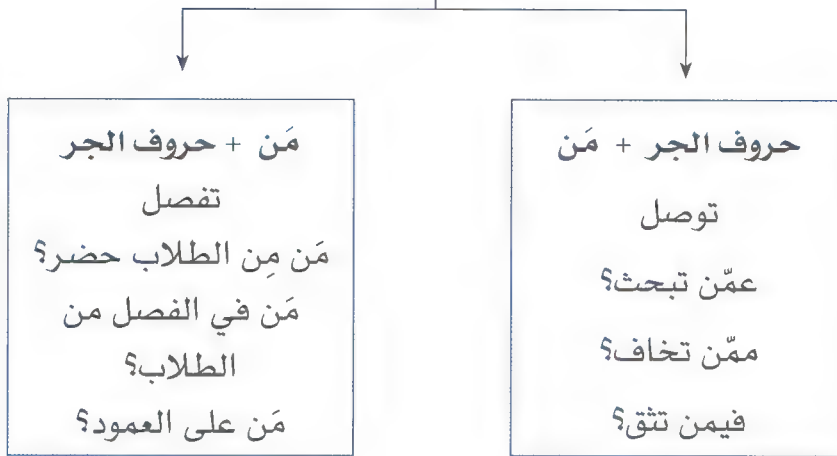 حروف الجر + مَن
توصل
عمّن تبحث؟
ممّن تخاف؟
فيمن تثق؟
مَن + حروف الجر
تفصل
مَن مِن الطلاب حضر؟
مَن في الفصل من
الطلاب؟
مَن على العمود؟